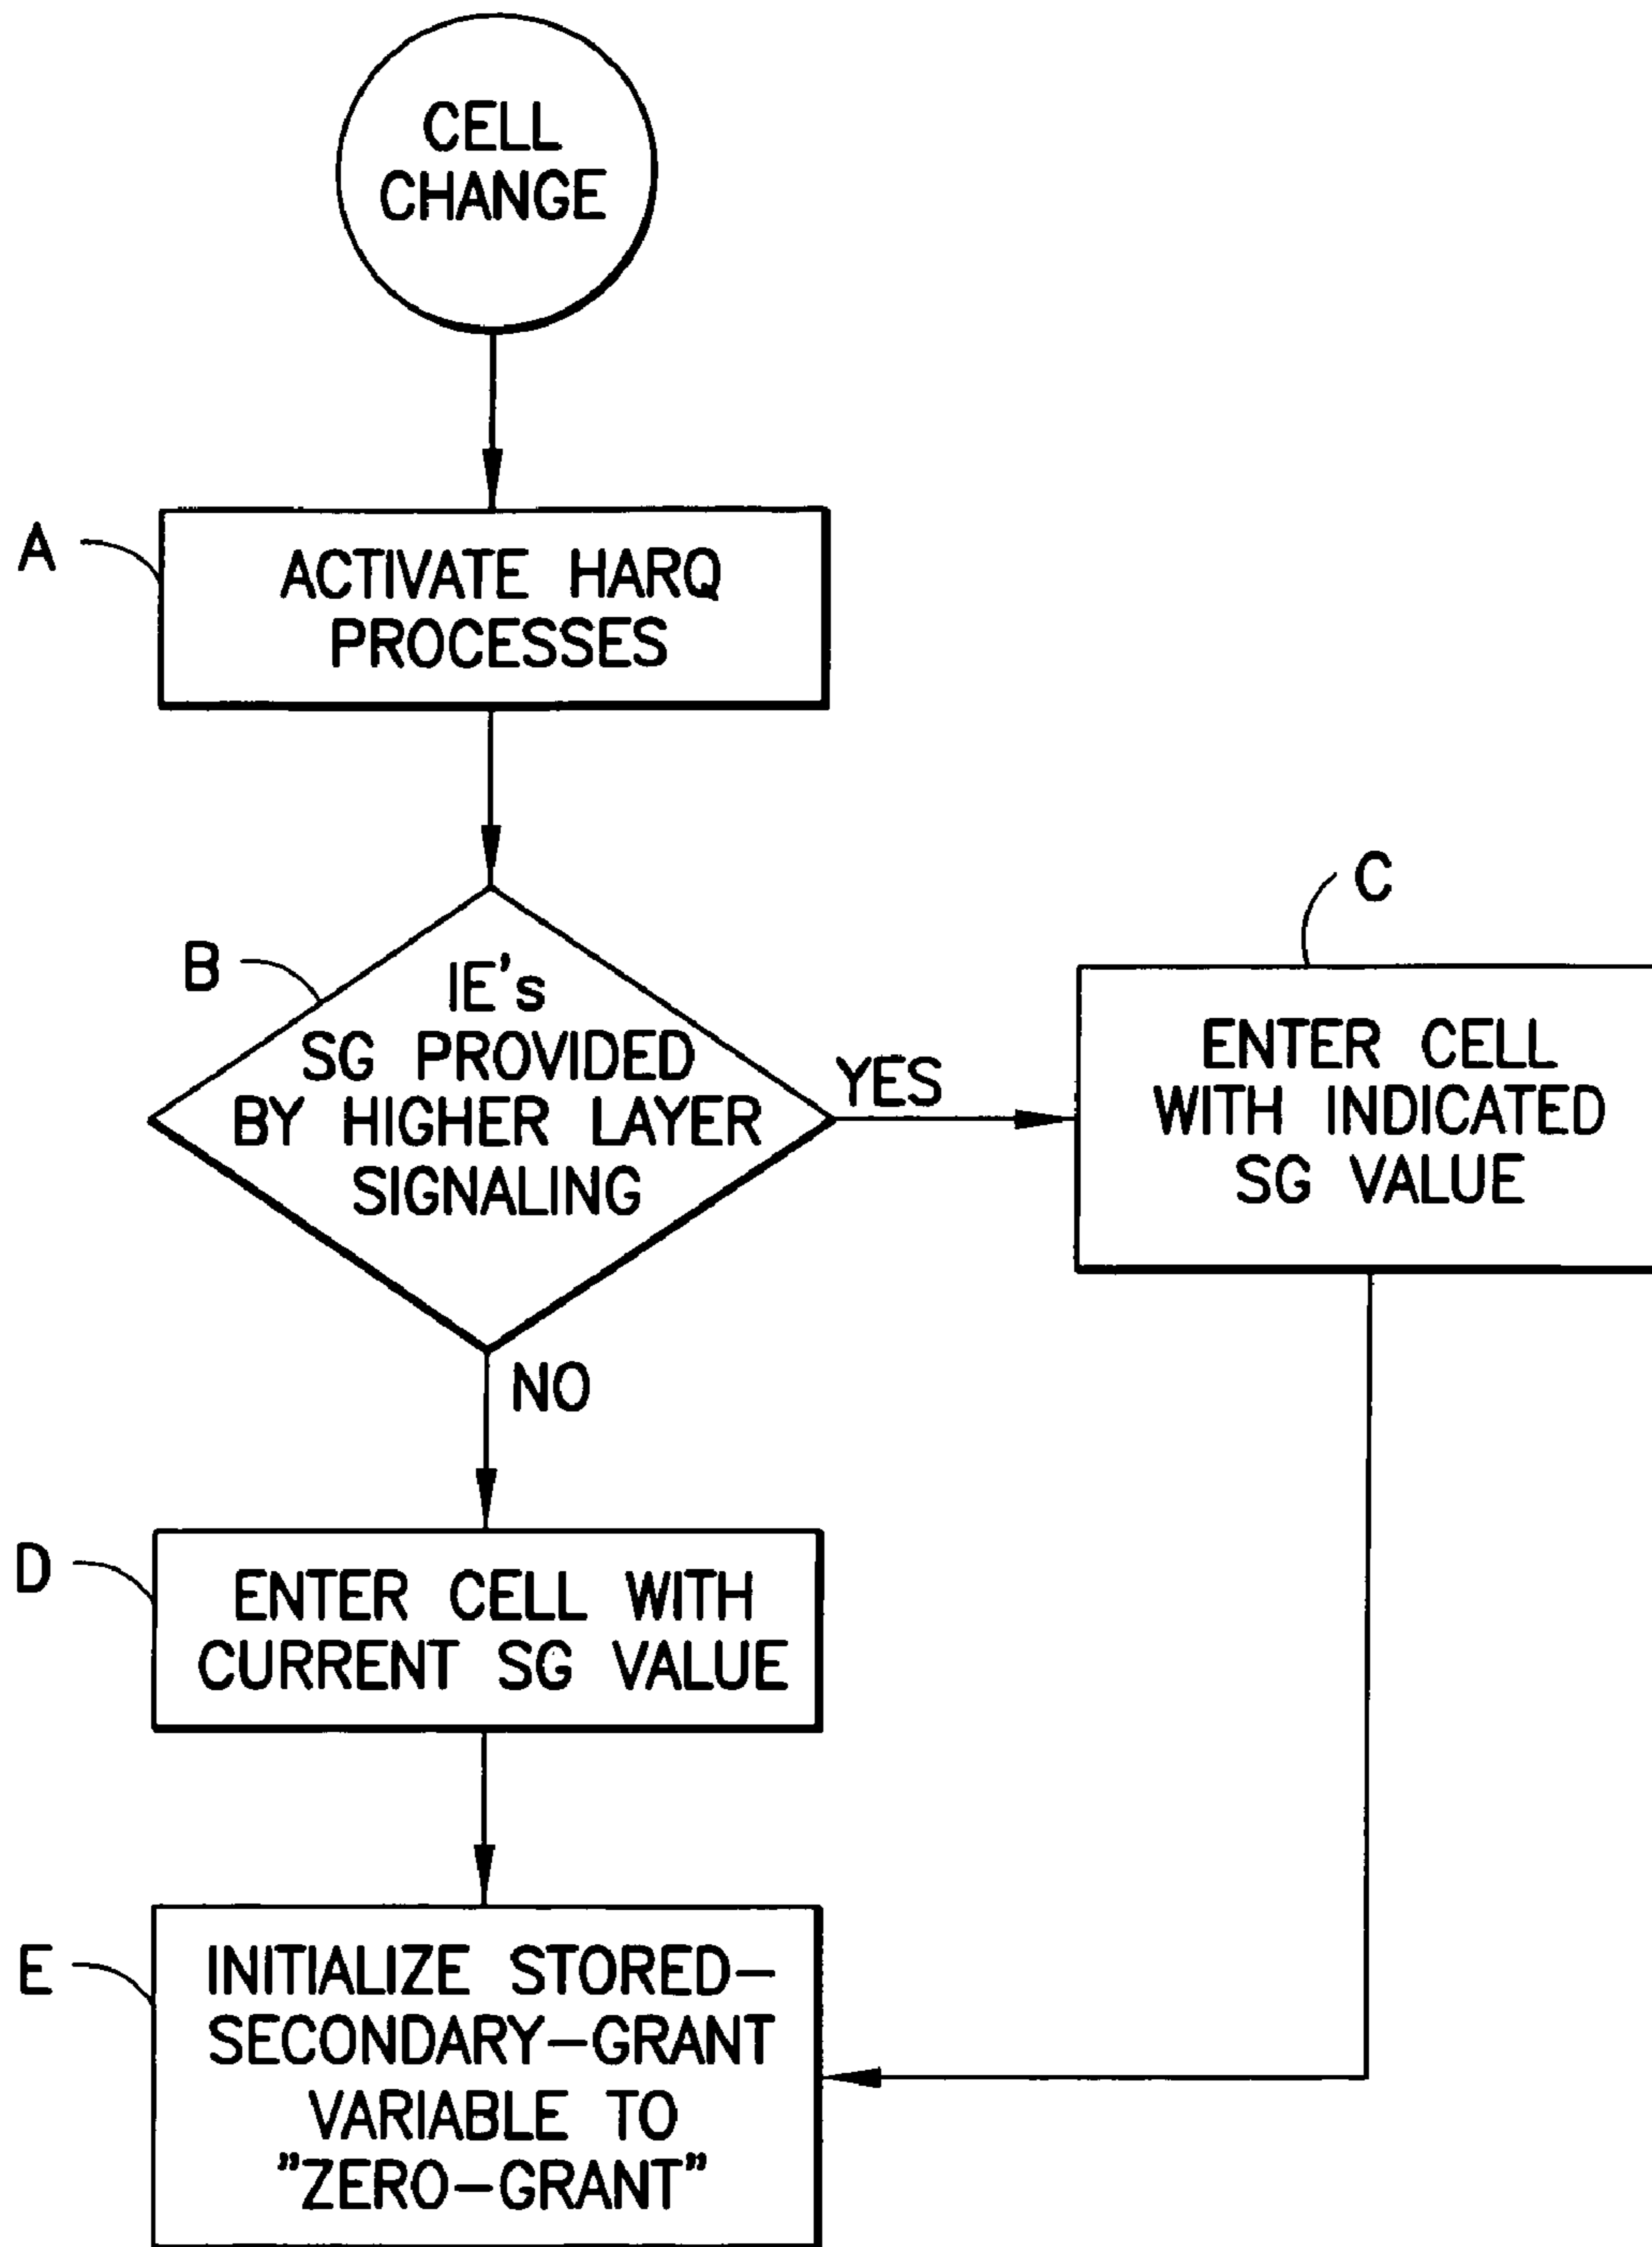 CELL
CHANGE
A
ACTIVATE HARQ
PROCESSES
B
IE's
SG PROVIDED
BY HIGHER LAYER
SIGNALING
YES
C
ENTER CELL
WITH INDICATED
SG VALUE
NO
D
ENTER CELL WITH
CURRENT SG VALUE
E
INITIALIZE STORED–
SECONDARY–GRANT
VARIABLE TO
"ZERO–GRANT"